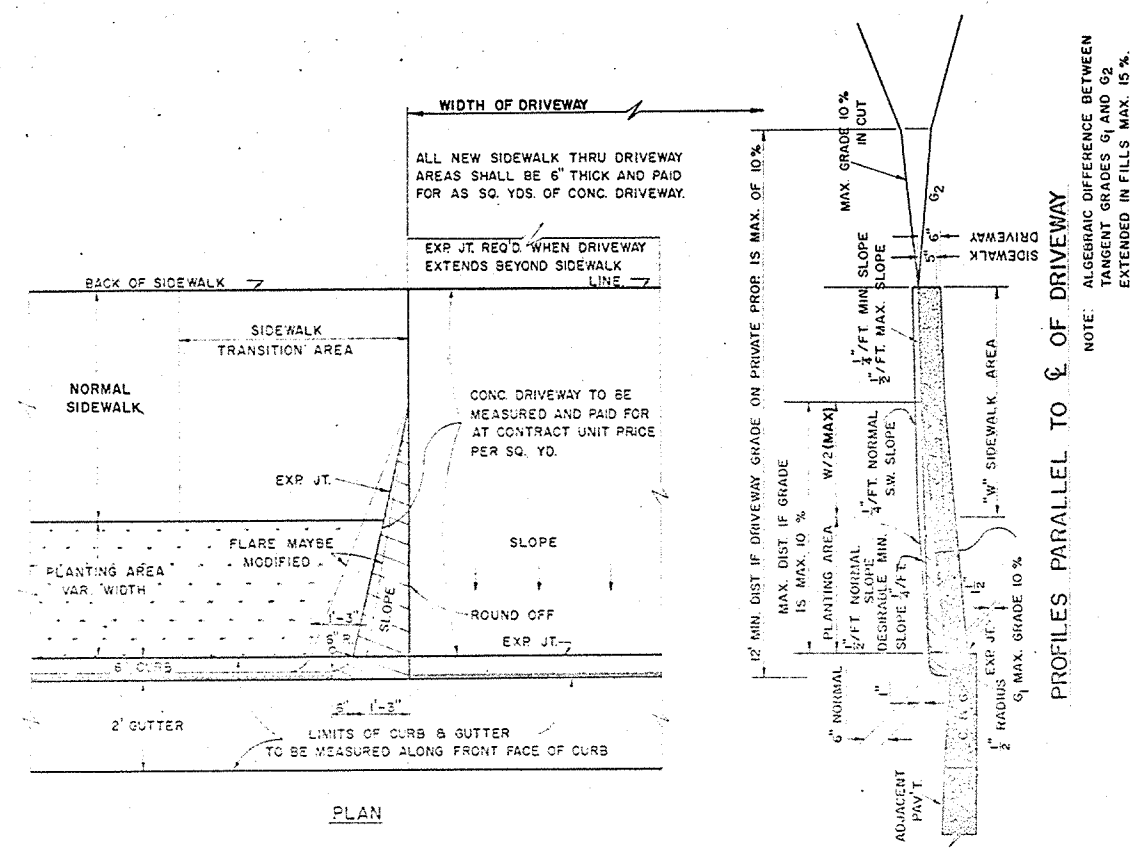 WIDTH OF DRIVEWAY
ALL NEW SIDEWALK THRU DRIVEWAY
AREAS SHALL BE 6" THICK AND PAID
FOR AS SQ. YDS. OF CONC. DRIVEWAY.
EXP. JT. REQ'D. WHEN DRIVEWAY
EXTENDS BEYOND SIDEWALK
LINE.
BACK OF SIDEWALK
SIDEWALK
TRANSITION AREA
NORMAL
SIDEWALK
CONC. DRIVEWAY TO BE
MEASURED AND PAID FOR
AT CONTRACT UNIT PRICE
PER SQ. YD.
EXP. JT.
FLARE MAYBE
MODIFIED
SLOPE
PLANTING AREA
VAR. WIDTH
1'-3"
6" R.
SLOPE
ROUND OFF
EXP. JT.
6" CURB
2' GUTTER
6" 1'-3"
LIMITS OF CURB & GUTTER
TO BE MEASURED ALONG FRONT FACE OF CURB
PLAN
12' MIN. DIST IF DRIVEWAY GRADE ON PRIVATE PROP. IS MAX. OF 10%
MAX. DIST IF GRADE
IS MAX. 10 %
PLANTING AREA W/2(MAX)
1"/2/FT. NORMAL
SLOPE
DESIRABLE MIN.
SLOPE 1"/4/FT.
1"/4/FT. NORMAL
S.W. SLOPE
1"/4/FT. MIN. SLOPE
1"/2/FT. MAX. SLOPE
MAX. GRADE 10 %
IN CUT
G2
5" 6"
SIDEWALK
DRIVEWAY
"W" SIDEWALK AREA
6" NORMAL
1"
1"/2
EXP. JT.
1"/2 RADIUS
G1 MAX. GRADE 10 %
C & G
ADJACENT
PAV'T.
PROFILES PARALLEL TO ℄ OF DRIVEWAY
NOTE: ALGEBRAIC DIFFERENCE BETWEEN
TANGENT GRADES G1 AND G2
EXTENDED IN FILLS MAX. 15 %.